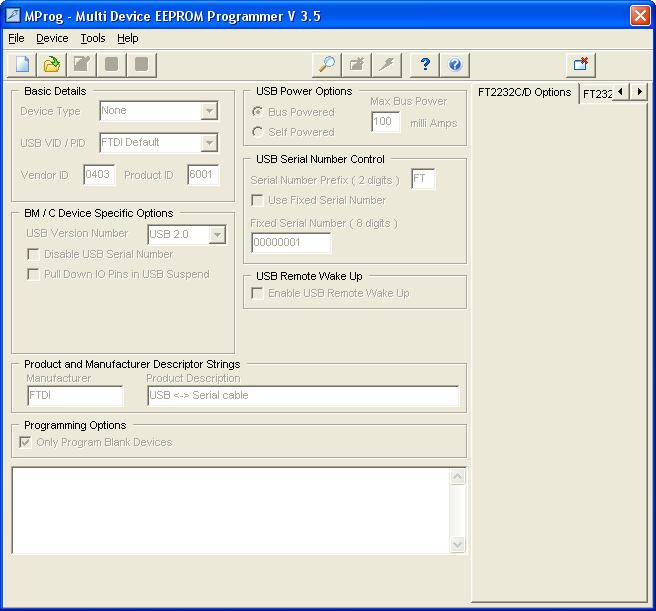 MProg - Multi Device EEPROM Programmer V 3.5
File Device Tools Help
Basic Details
Device Type None
USB VID / PID FTDI Default
Vendor ID 0403 Product ID 6001
BM / C Device Specific Options
USB Version Number USB 2.0
Disable USB Serial Number
Pull Down IO Pins in USB Suspend
USB Power Options
Bus Powered
Self Powered
Max Bus Power
100 milli Amps
USB Serial Number Control
Serial Number Prefix ( 2 digits ) FT
Use Fixed Serial Number
Fixed Serial Number ( 8 digits )
00000001
USB Remote Wake Up
Enable USB Remote Wake Up
Product and Manufacturer Descriptor Strings
Manufacturer Product Description
FTDI USB <-> Serial cable
Programming Options
Only Program Blank Devices
FT2232C/D Options FT232